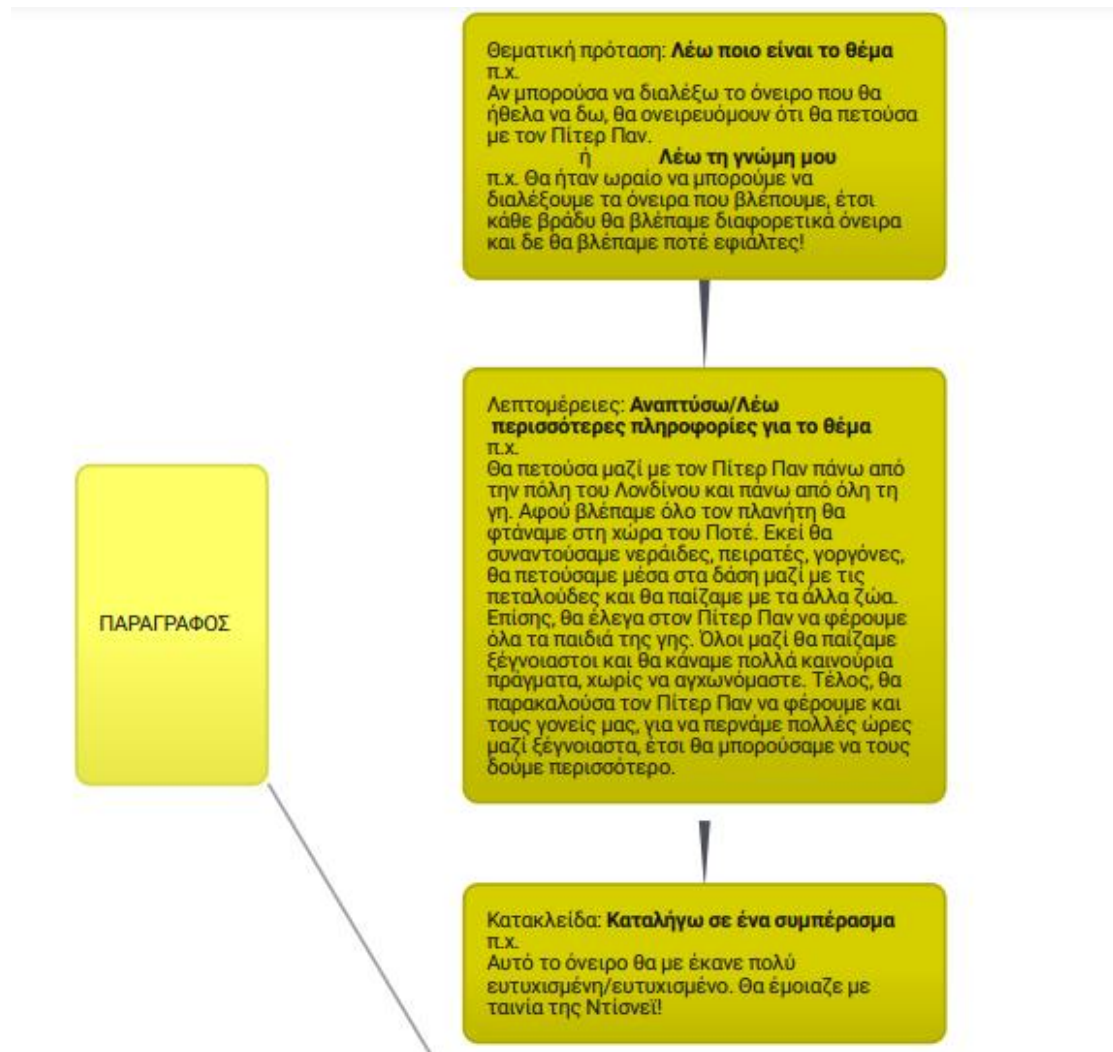 Θεματική πρόταση: Λέω ποιο είναι το θέμα
π.χ.
Αν μπορούσα να διαλέξω το όνειρο που θα
ήθελα να δω, θα ονειρευόμουν ότι θα πετούσα
με τον Πίτερ Παν.
ή Λέω τη γνώμη μου
π.χ. Θα ήταν ωραίο να μπορούμε να
διαλέξουμε τα όνειρα που βλέπουμε, έτσι
κάθε βράδυ θα βλέπαμε διαφορετικά όνειρα
και δε θα βλέπαμε ποτέ εφιάλτες!
Λεπτομέρειες: Αναπτύσω/Λέω
περισσότερες πληροφορίες για το θέμα
π.χ.
Θα πετούσα μαζί με τον Πίτερ Παν πάνω από
την πόλη του Λονδίνου και πάνω από όλη τη
γη. Αφού βλέπαμε όλο τον πλανήτη θα
φτάναμε στη χώρα του Ποτέ. Εκεί θα
συναντούσαμε νεράιδες, πειρατές, γοργόνες,
θα πετούσαμε μέσα στα δάση μαζί με τις
πεταλούδες και θα παίζαμε με τα άλλα ζώα.
Επίσης, θα έλεγα στον Πίτερ Παν να φέρουμε
όλα τα παιδιά της γης. Όλοι μαζί θα παίζαμε
ξέγνοιαστοι και θα κάναμε πολλά καινούρια
πράγματα, χωρίς να αγχωνόμαστε. Τέλος, θα
παρακαλούσα τον Πίτερ Παν να φέρουμε και
τους γονείς μας, για να περνάμε πολλές ώρες
μαζί ξέγνοιαστα, έτσι θα μπορούσαμε να τους
δούμε περισσότερο.
ΠΑΡΑΓΡΑΦΟΣ
Κατακλείδα: Καταλήγω σε ένα συμπέρασμα
π.χ.
Αυτό το όνειρο θα με έκανε πολύ
ευτυχισμένη/ευτυχισμένο. Θα έμοιαζε με
ταινία της Ντίσνεϊ!